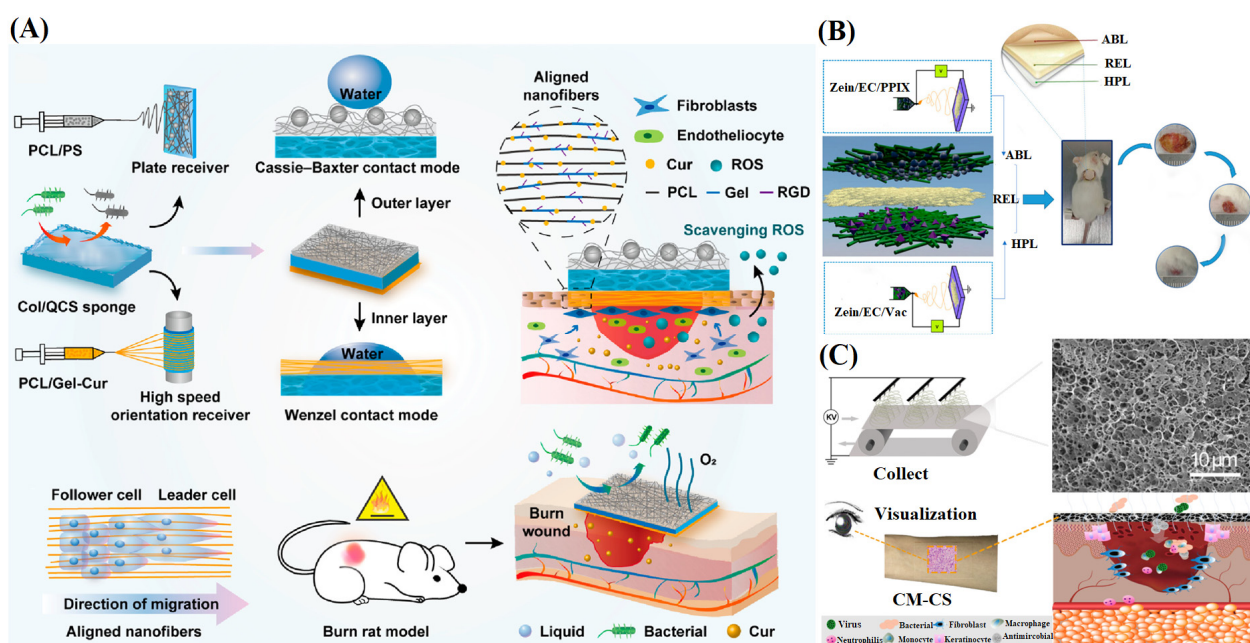 (A)
PCL/PS
Plate receiver
Col/QCS sponge
PCL/Gel-Cur
High speed
orientation receiver
Water
Cassie–Baxter contact mode
Outer layer
Inner layer
Water
Wenzel contact mode
Aligned
nanofibers
Fibroblasts
Endotheliocyte
Cur
ROS
PCL
Gel
RGD
Scavenging ROS
Follower cell
Leader cell
Direction of migration
Aligned nanofibers
Burn rat model
Burn
wound
O₂
Liquid
Bacterial
Cur
(B)
ABL
REL
HPL
Zein/EC/PPIX
V
ABL
REL
HPL
Zein/EC/Vac
V
(C)
KV
Collect
10 μm
Visualization
CM-CS
Virus
Bacterial
Fibroblast
Macrophage
Neutrophilis
Monocyte
Keratinocyte
Antimircobial